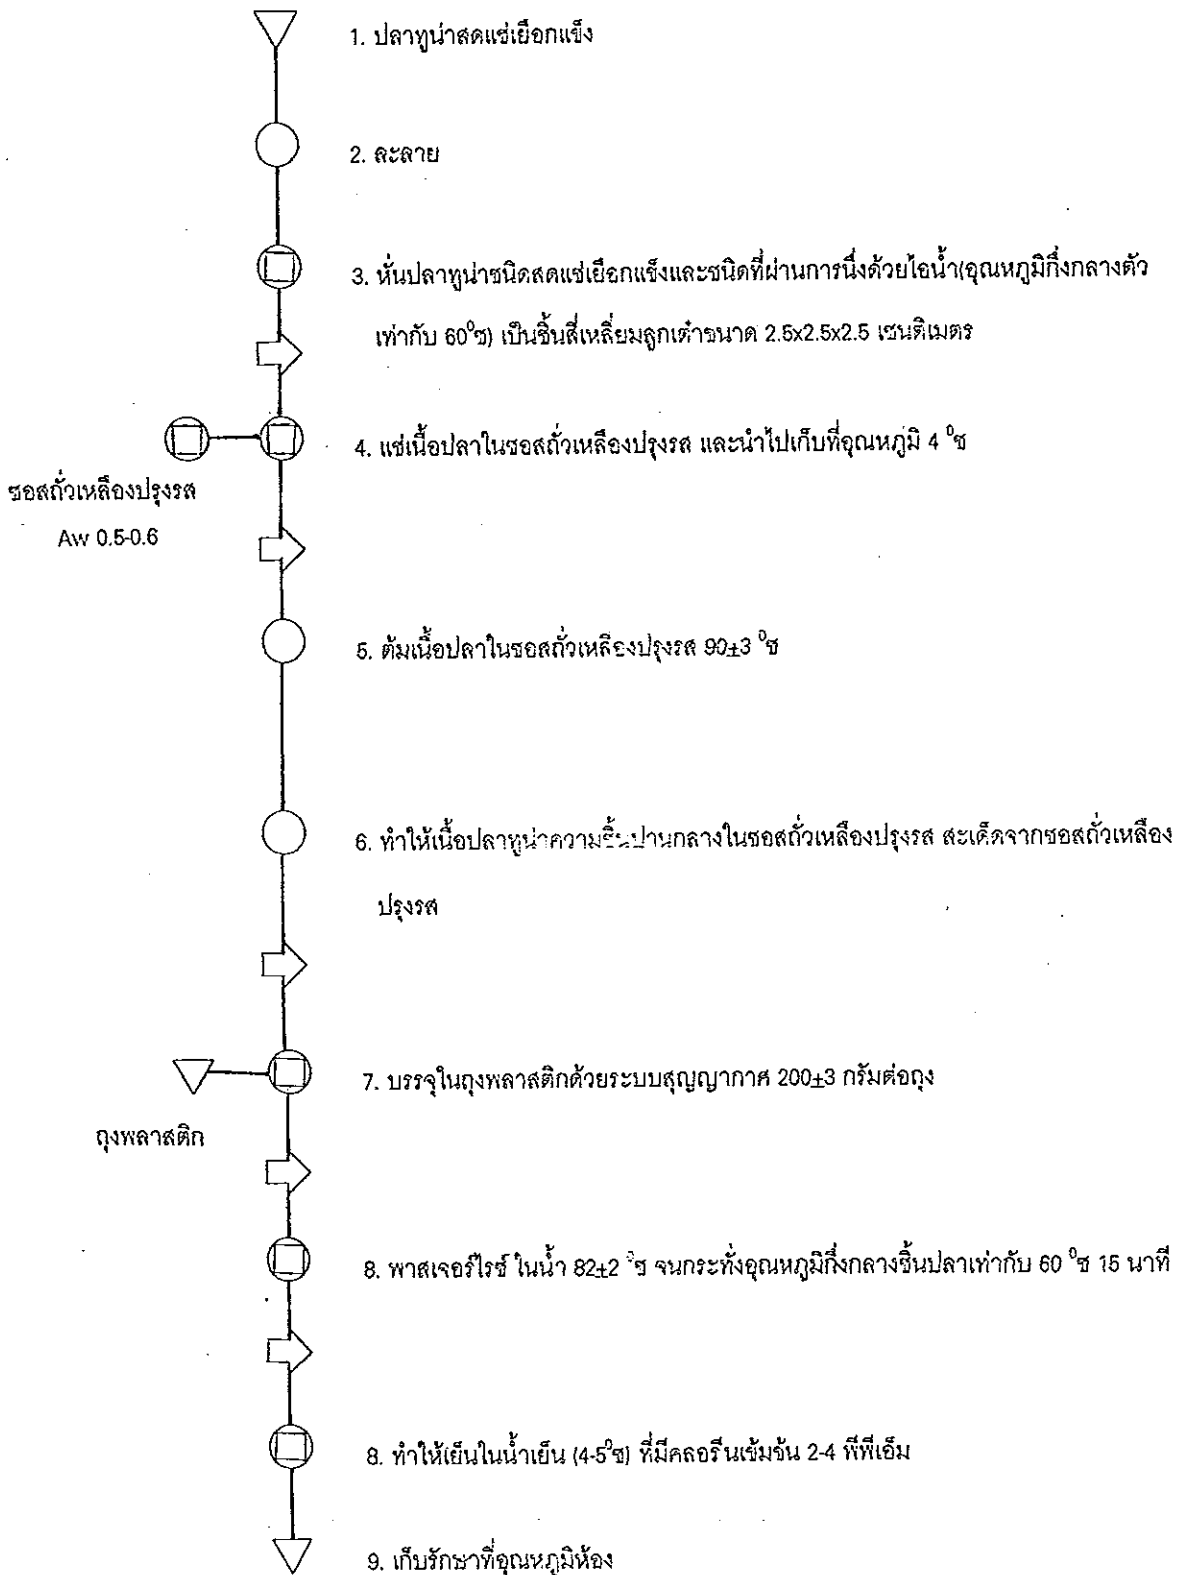 1. ปลาทูน่าสดแช่เยือกแข็ง
2. ละลาย
3. หั่นปลาทูน่าชนิดสดแช่เยือกแข็งและชนิดที่ผ่านการนึ่งด้วยไอน้ำ(อุณหภูมิกึ่งกลางตัว
เท่ากับ 60⁰ซ) เป็นชิ้นสี่เหลี่ยมลูกเต๋าขนาด 2.5x2.5x2.5 เซนติเมตร
4. แช่เนื้อปลาในซอสถั่วเหลืองปรุงรส และนำไปเก็บที่อุณหภูมิ 4 ⁰ซ
ซอสถั่วเหลืองปรุงรส
Aw 0.5-0.6
5. ต้มเนื้อปลาในซอสถั่วเหลืองปรุงรส 90±3 ⁰ซ
6. ทำให้เนื้อปลาทูน่าความชื้นปานกลางในซอสถั่วเหลืองปรุงรส สะเด็ดจากซอสถั่วเหลือง
ปรุงรส
7. บรรจุในถุงพลาสติกด้วยระบบสุญญากาศ 200±3 กรัมต่อถุง
ถุงพลาสติก
8. พาสเจอร์ไรซ์ ในน้ำ 82±2 ⁰ซ จนกระทั่งอุณหภูมิกึ่งกลางชิ้นปลาเท่ากับ 60 ⁰ซ 15 นาที
8. ทำให้เย็นในน้ำเย็น (4-5⁰ซ) ที่มีคลอรีนเข้มข้น 2-4 พีพีเอ็ม
9. เก็บรักษาที่อุณหภูมิห้อง